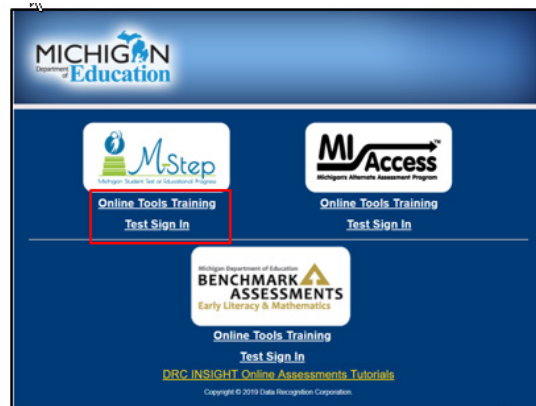 MICHIGAN
Department of Education
M-Step
Michigan Student Test of Educational Progress
Online Tools Training
Test Sign In
MI Access™
Michigan's Alternate Assessment Program
Online Tools Training
Test Sign In
Michigan Department of Education
BENCHMARK
ASSESSMENTS
Early Literacy & Mathematics
Online Tools Training
Test Sign In
DRC INSIGHT Online Assessments Tutorials
Copyright © 2019 Data Recognition Corporation.